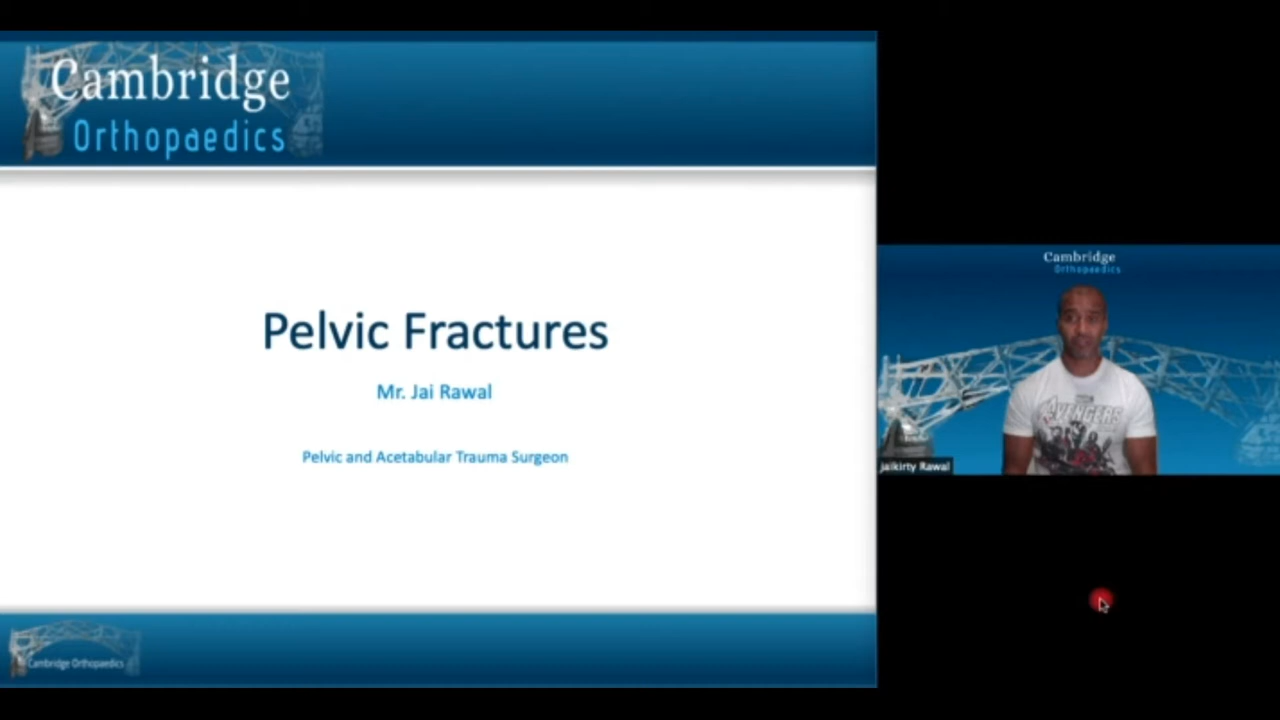 Cambridge
Orthopaedics
Pelvic Fractures
Mr. Jai Rawal
Pelvic and Acetabular Trauma Surgeon
Cambridge Orthopaedics
Cambridge
Orthopaedics
AVENGERS
jaikirty Rawal